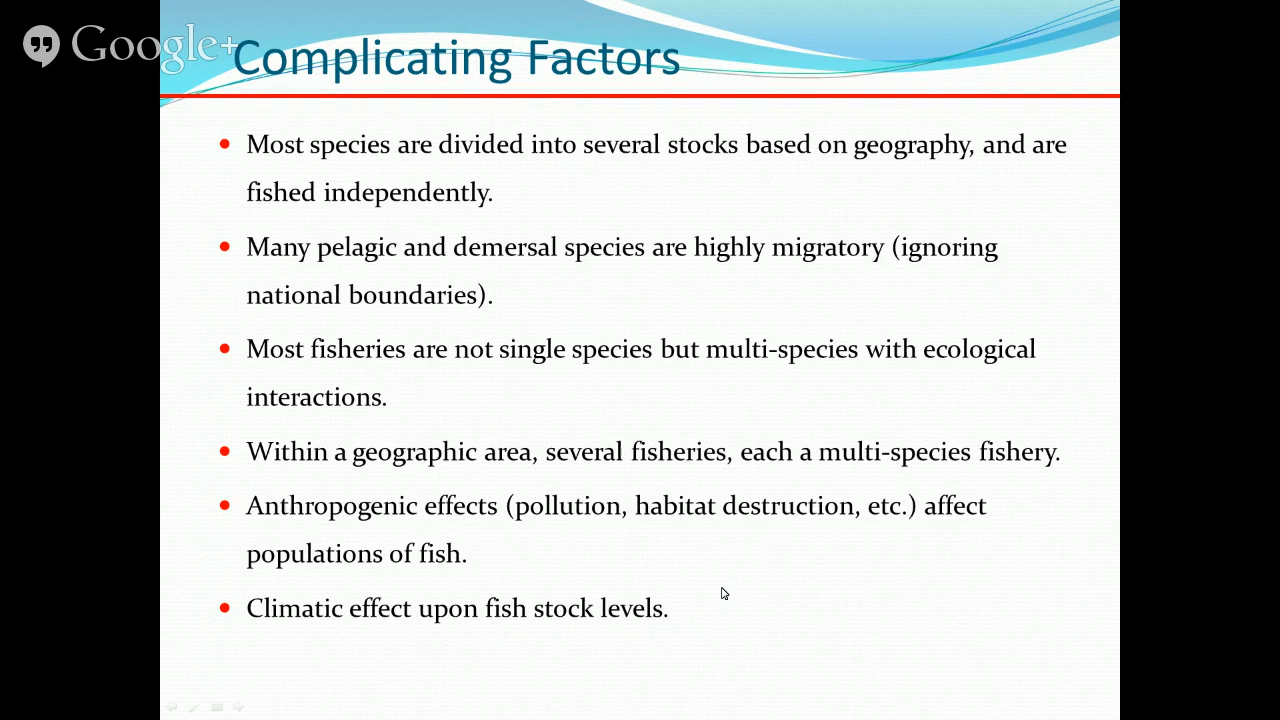 Google+
Complicating Factors
Most species are divided into several stocks based on geography, and are
fished independently.
Many pelagic and demersal species are highly migratory (ignoring
national boundaries).
Most fisheries are not single species but multi-species with ecological
interactions.
Within a geographic area, several fisheries, each a multi-species fishery.
Anthropogenic effects (pollution, habitat destruction, etc.) affect
populations of fish.
Climatic effect upon fish stock levels.